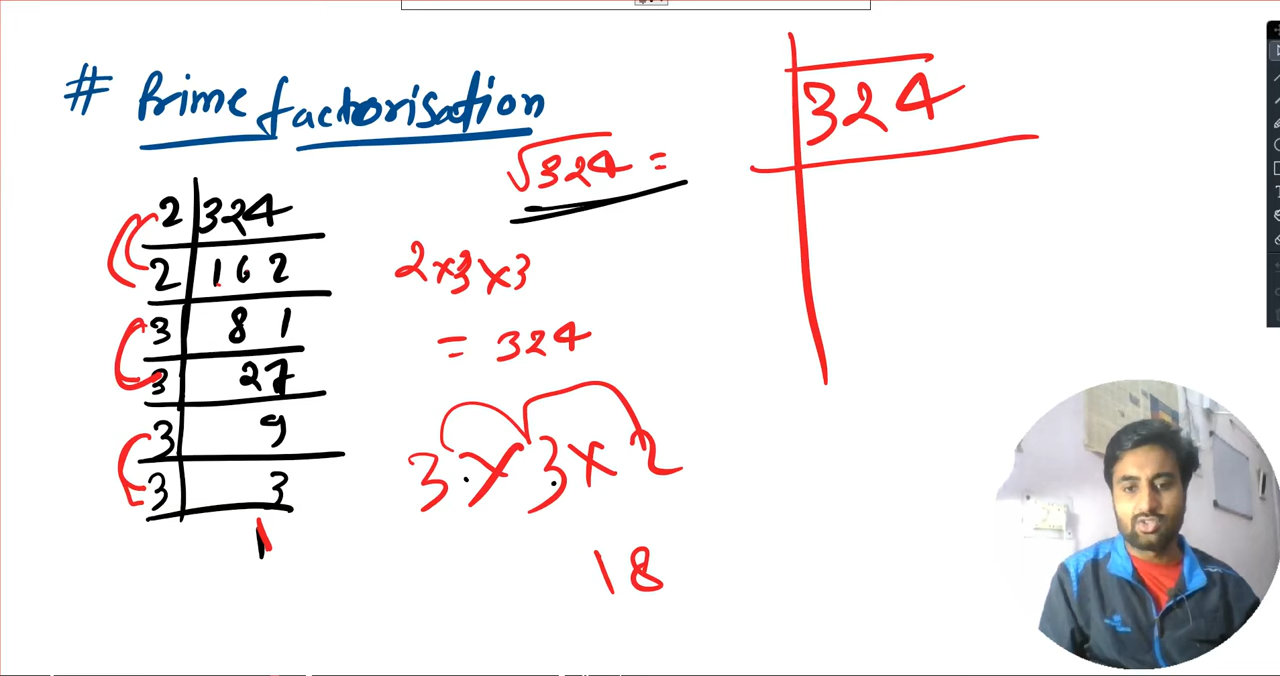 # Prime factorisation
√324 =
2 | 324
2 | 162
3 | 81
3 | 27
3 | 9
3 | 3
1
2×3×3
= 324
3 × 3 × 2
18
324